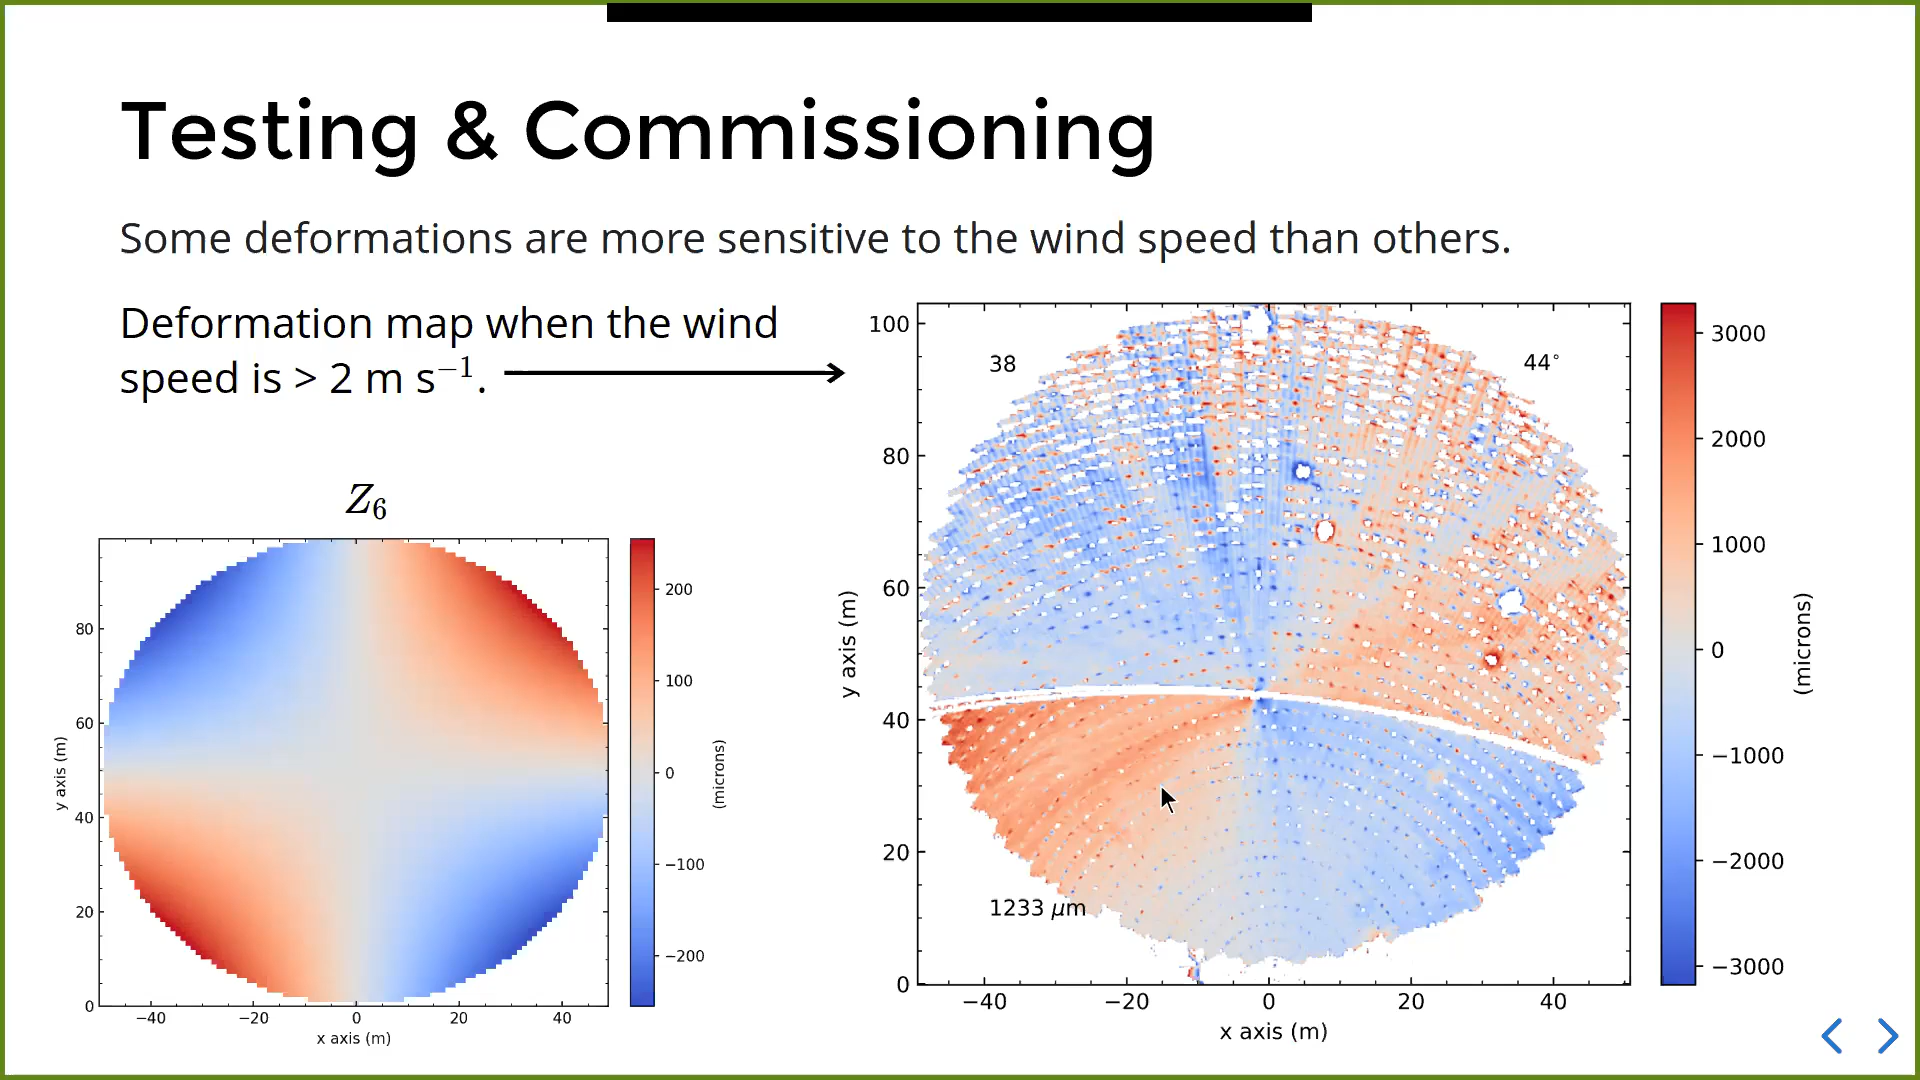 Testing & Commissioning
Some deformations are more sensitive to the wind speed than others.
Deformation map when the wind
speed is > 2 m s⁻¹.
Z₆
80
60
40
20
0
y axis (m)
−40 −20 0 20 40
x axis (m)
200
100
0
−100
−200
(microns)
38
44°
1233 μm
100
80
60
40
20
0
y axis (m)
−40 −20 0 20 40
x axis (m)
3000
2000
1000
0
−1000
−2000
−3000
(microns)